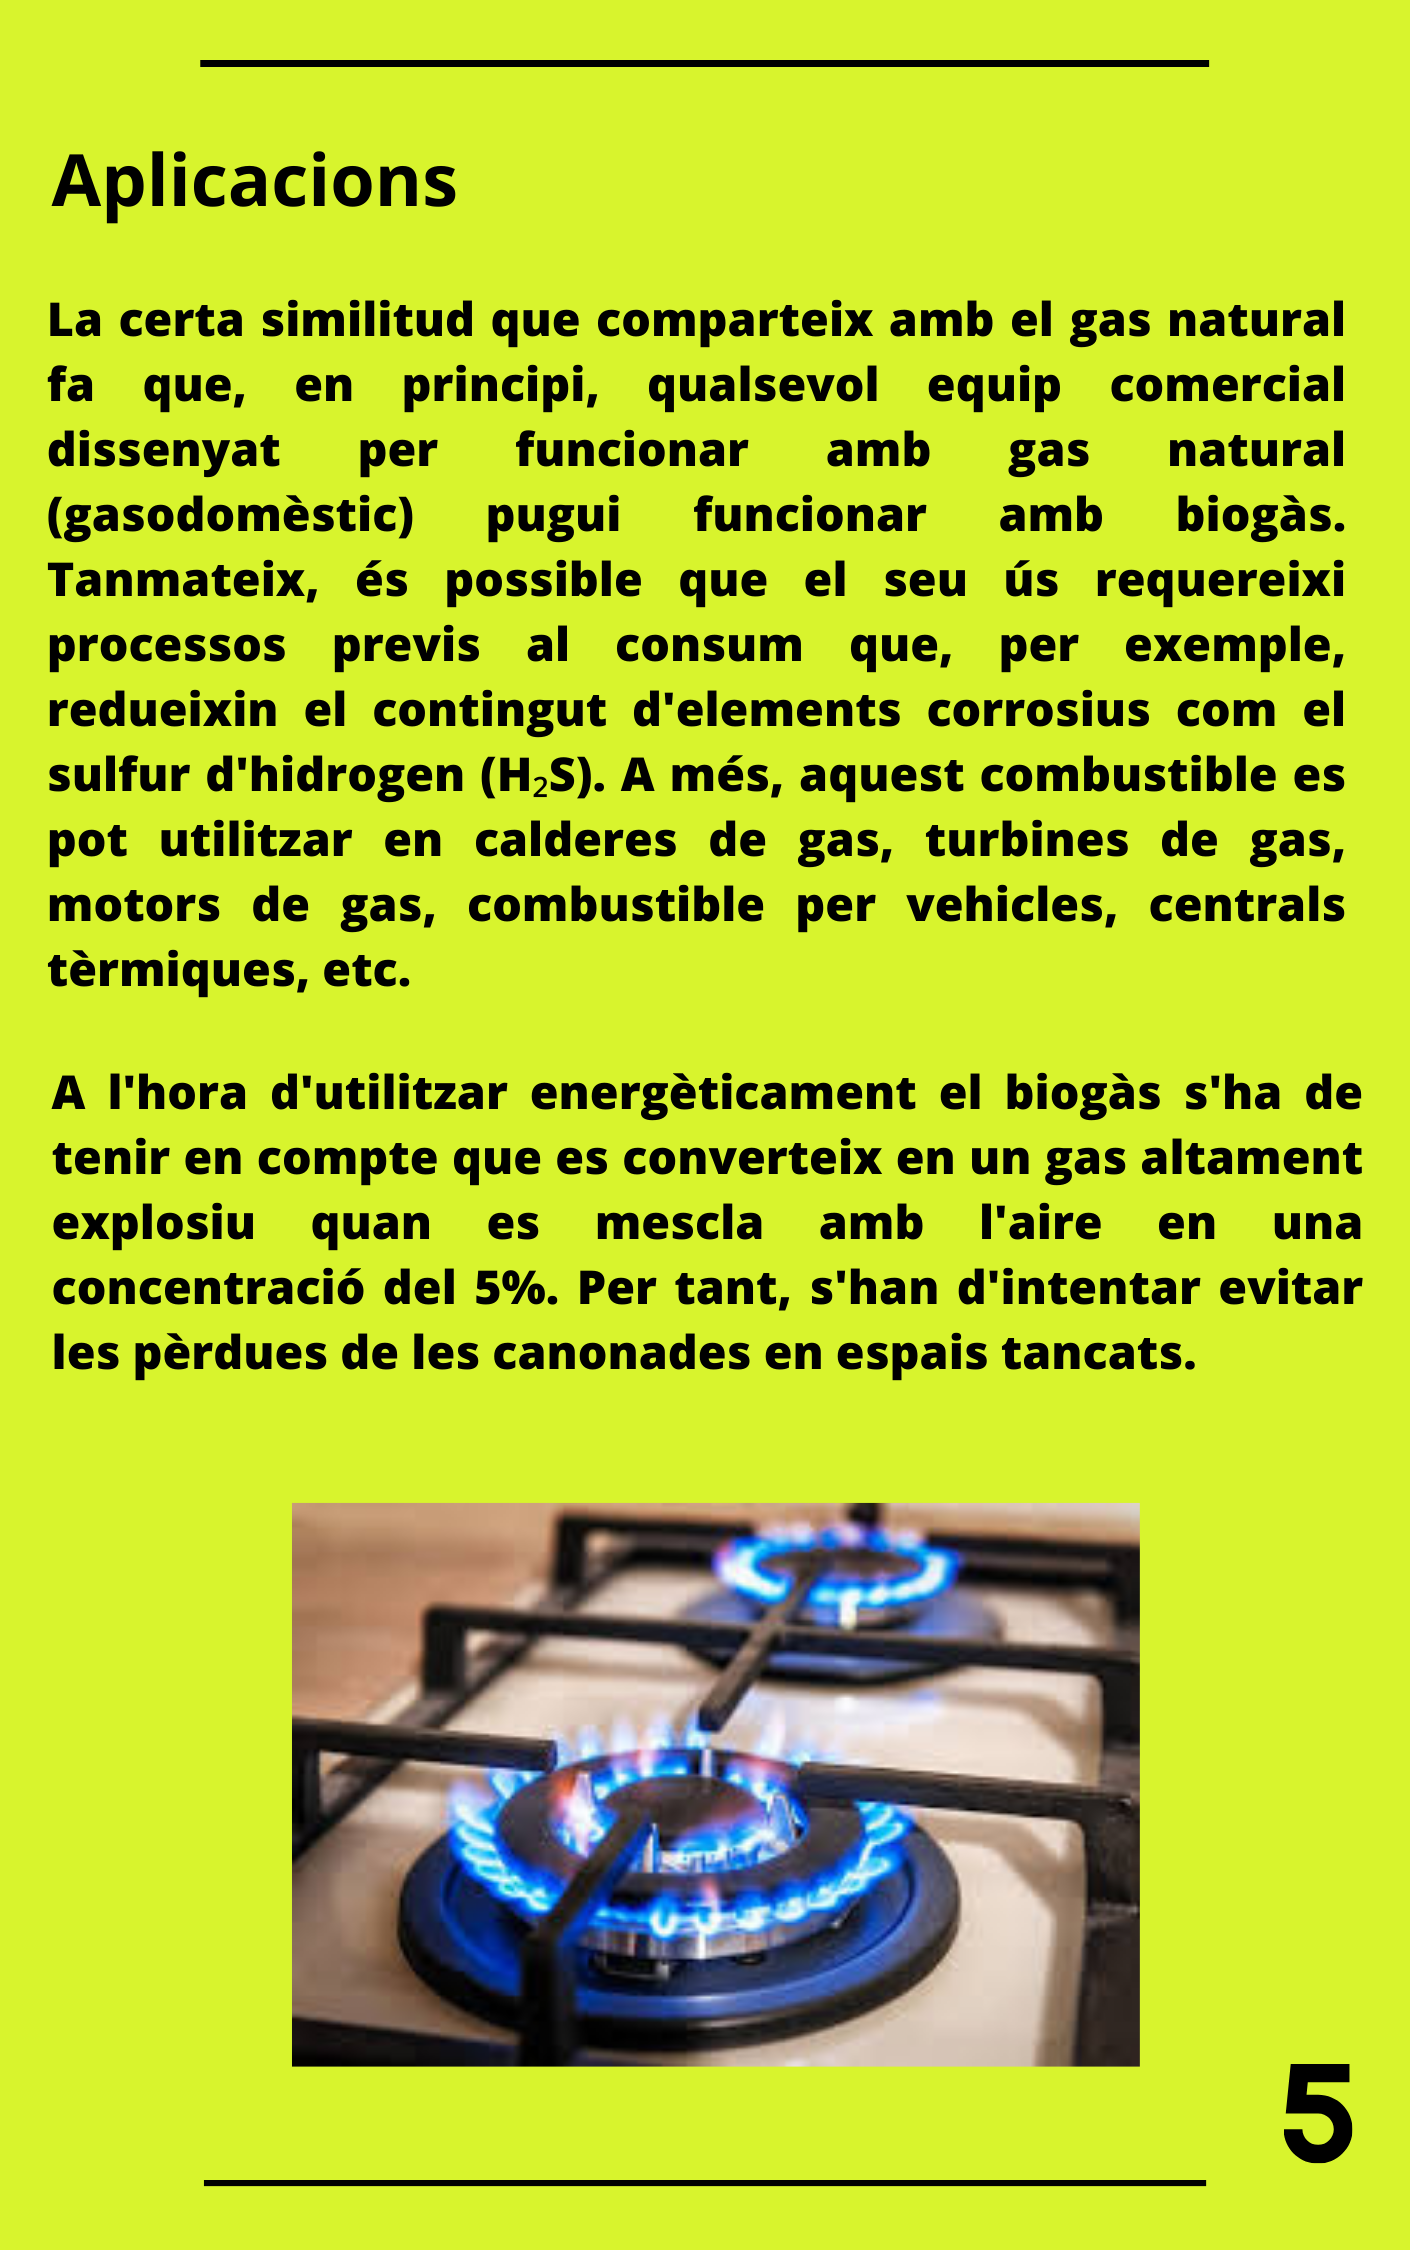 Aplicacions
La certa similitud que comparteix amb el gas natural
fa que, en principi, qualsevol equip comercial
dissenyat per funcionar amb gas natural
(gasodomèstic) pugui funcionar amb biogàs.
Tanmateix, és possible que el seu ús requereixi
processos previs al consum que, per exemple,
redueixin el contingut d'elements corrosius com el
sulfur d'hidrogen (H₂S). A més, aquest combustible es
pot utilitzar en calderes de gas, turbines de gas,
motors de gas, combustible per vehicles, centrals
tèrmiques, etc.
A l'hora d'utilitzar energèticament el biogàs s'ha de
tenir en compte que es converteix en un gas altament
explosiu quan es mescla amb l'aire en una
concentració del 5%. Per tant, s'han d'intentar evitar
les pèrdues de les canonades en espais tancats.
5